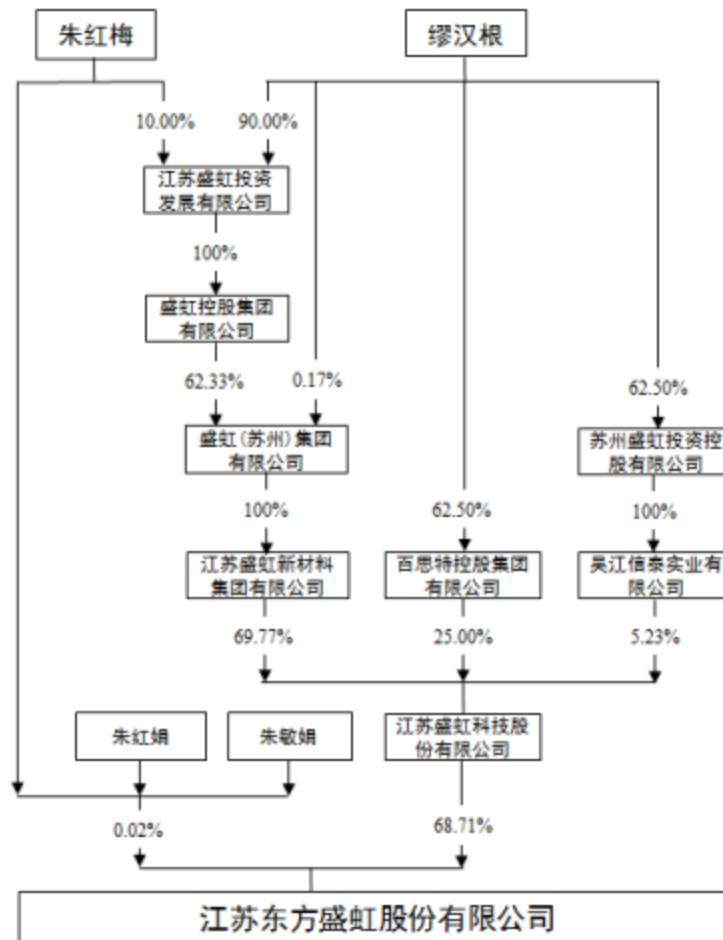 朱红梅
缪汉根
10.00%
90.00%
江苏盛虹投资
发展有限公司
100%
盛虹控股集团
有限公司
62.33%
0.17%
62.50%
盛虹(苏州)集团
有限公司
苏州盛虹投资控
股有限公司
100%
62.50%
100%
江苏盛虹新材料
集团有限公司
百思特控股集团
有限公司
吴江信泰实业有
限公司
69.77%
25.00%
5.23%
朱红娟
朱敏娟
江苏盛虹科技股
份有限公司
0.02%
68.71%
江苏东方盛虹股份有限公司